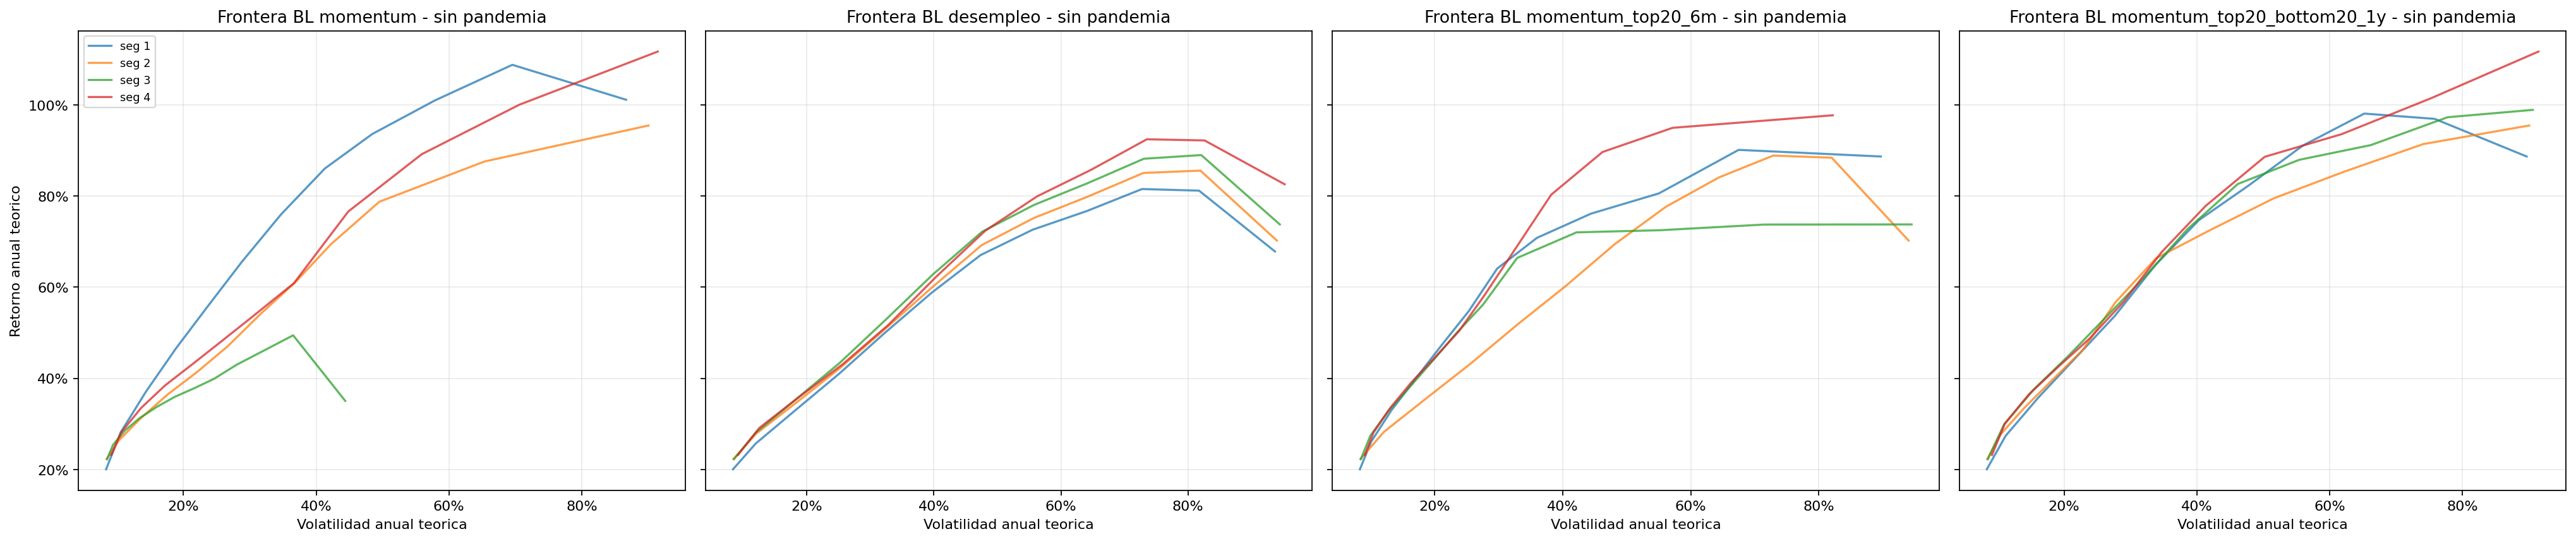 Frontera BL momentum - sin pandemia
seg 1
seg 2
seg 3
seg 4
100%
80%
60%
40%
20%
Retorno anual teorico
20% 40% 60% 80%
Volatilidad anual teorica
Frontera BL desempleo - sin pandemia
20% 40% 60% 80%
Volatilidad anual teorica
Frontera BL momentum_top20_6m - sin pandemia
20% 40% 60% 80%
Volatilidad anual teorica
Frontera BL momentum_top20_bottom20_1y - sin pandemia
20% 40% 60% 80%
Volatilidad anual teorica